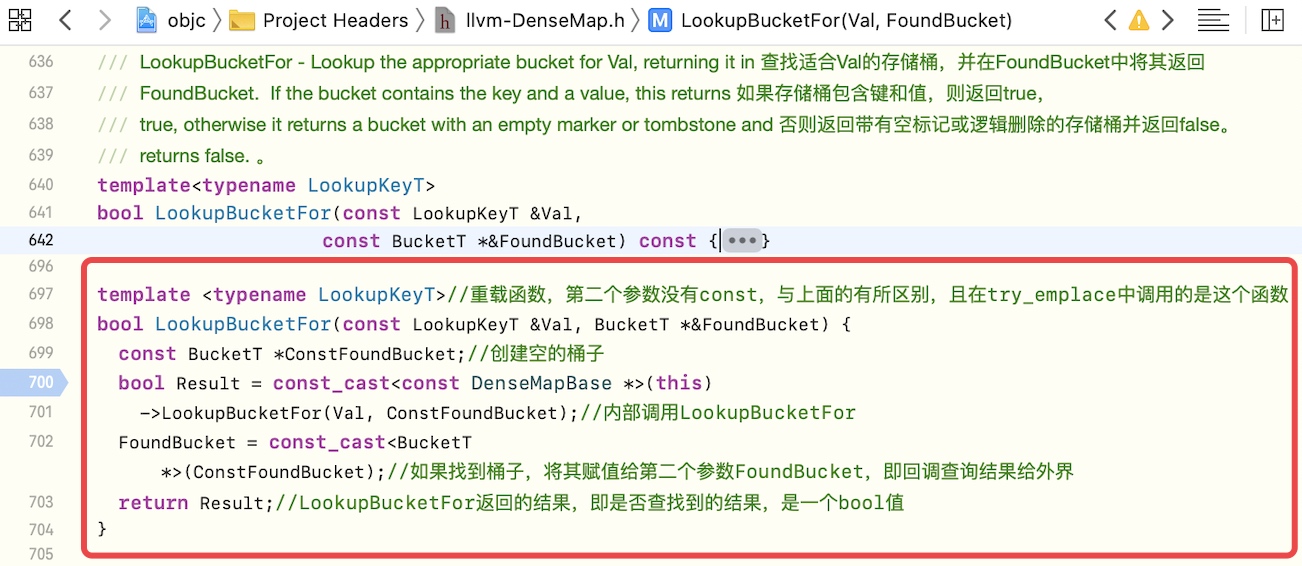 objc 〉 Project Headers 〉 h llvm-DenseMap.h 〉 M LookupBucketFor(Val, FoundBucket)
636 /// LookupBucketFor - Lookup the appropriate bucket for Val, returning it in 查找适合Val的存储桶，并在FoundBucket中将其返回
637 /// FoundBucket.  If the bucket contains the key and a value, this returns 如果存储桶包含键和值，则返回true，
638 /// true, otherwise it returns a bucket with an empty marker or tombstone and 否则返回带有空标记或逻辑删除的存储桶并返回false。
639 /// returns false. 。
640 template<typename LookupKeyT>
641 bool LookupBucketFor(const LookupKeyT &Val,
642 const BucketT *&FoundBucket) const {•••}
696
697 template <typename LookupKeyT>//重载函数，第二个参数没有const，与上面的有所区别，且在try_emplace中调用的是这个函数
698 bool LookupBucketFor(const LookupKeyT &Val, BucketT *&FoundBucket) {
699 const BucketT *ConstFoundBucket;//创建空的桶子
700 bool Result = const_cast<const DenseMapBase *>(this)
701 ->LookupBucketFor(Val, ConstFoundBucket);//内部调用LookupBucketFor
702 FoundBucket = const_cast<BucketT
*>(ConstFoundBucket);//如果找到桶子，将其赋值给第二个参数FoundBucket，即回调查询结果给外界
703 return Result;//LookupBucketFor返回的结果，即是否查找到的结果，是一个bool值
704 }
705